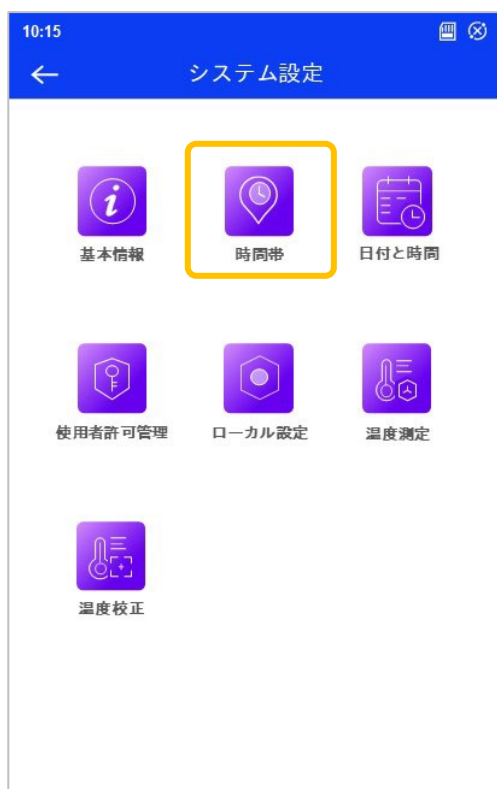 10:15
システム設定
基本情報
時間帯
日付と時間
使用者許可管理
ローカル設定
温度測定
温度校正